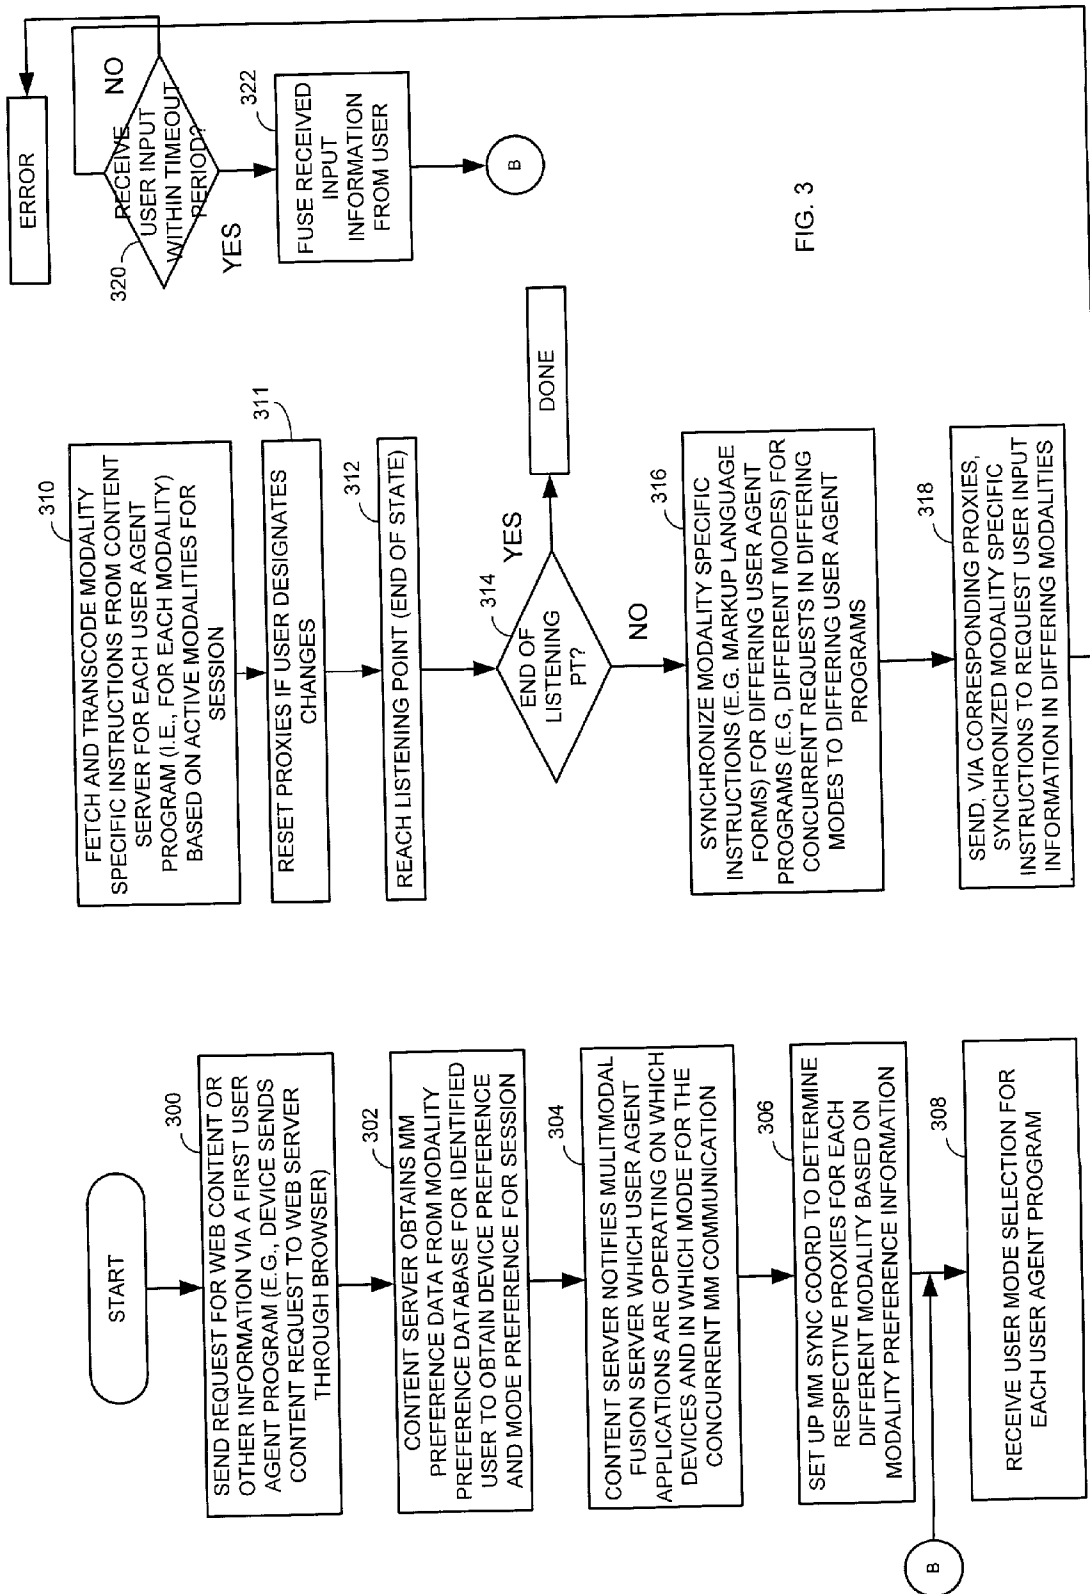 START
300
SEND REQUEST FOR WEB CONTENT OR
OTHER INFORMATION VIA A FIRST USER
AGENT PROGRAM (E.G., DEVICE SENDS
CONTENT REQUEST TO WEB SERVER
THROUGH BROWSER)
302
CONTENT SERVER OBTAINS MM
PREFERENCE DATA FROM MODALITY
PREFERENCE DATABASE FOR IDENTIFIED
USER TO OBTAIN DEVICE PREFERENCE
AND MODE PREFERENCE FOR SESSION
304
CONTENT SERVER NOTIFIES MULTMODAL
FUSION SERVER WHICH USER AGENT
APPLICATIONS ARE OPERATING ON WHICH
DEVICES AND IN WHICH MODE FOR THE
CONCURRENT MM COMMUNICATION
306
SET UP MM SYNC COORD TO DETERMINE
RESPECTIVE PROXIES FOR EACH
DIFFERENT MODALITY BASED ON
MODALITY PREFERENCE INFORMATION
B
308
RECEIVE USER MODE SELECTION FOR
EACH USER AGENT PROGRAM
310
FETCH AND TRANSCODE MODALITY
SPECIFIC INSTRUCTIONS FROM CONTENT
SERVER FOR EACH USER AGENT
PROGRAM (I.E., FOR EACH MODALITY)
BASED ON ACTIVE MODALITIES FOR
SESSION
311
RESET PROXIES IF USER DESIGNATES
CHANGES
312
REACH LISTENING POINT (END OF STATE)
314
END OF
LISTENING
PT?
YES
DONE
NO
316
SYNCHRONIZE MODALITY SPECIFIC
INSTRUCTIONS (E.G. MARKUP LANGUAGE
FORMS) FOR DIFFERING USER AGENT
PROGRAMS (E.G, DIFFERENT MODES) FOR
CONCURRENT REQUESTS IN DIFFERING
MODES TO DIFFERING USER AGENT
PROGRAMS
318
SEND, VIA CORRESPONDING PROXIES,
SYNCHRONIZED MODALITY SPECIFIC
INSTRUCTIONS TO REQUEST USER INPUT
INFORMATION IN DIFFERING MODALITIES
ERROR
320
RECEIVE
USER INPUT
WITHIN TIMEOUT
PERIOD?
NO
YES
322
FUSE RECEIVED
INPUT
INFORMATION
FROM USER
B
FIG. 3